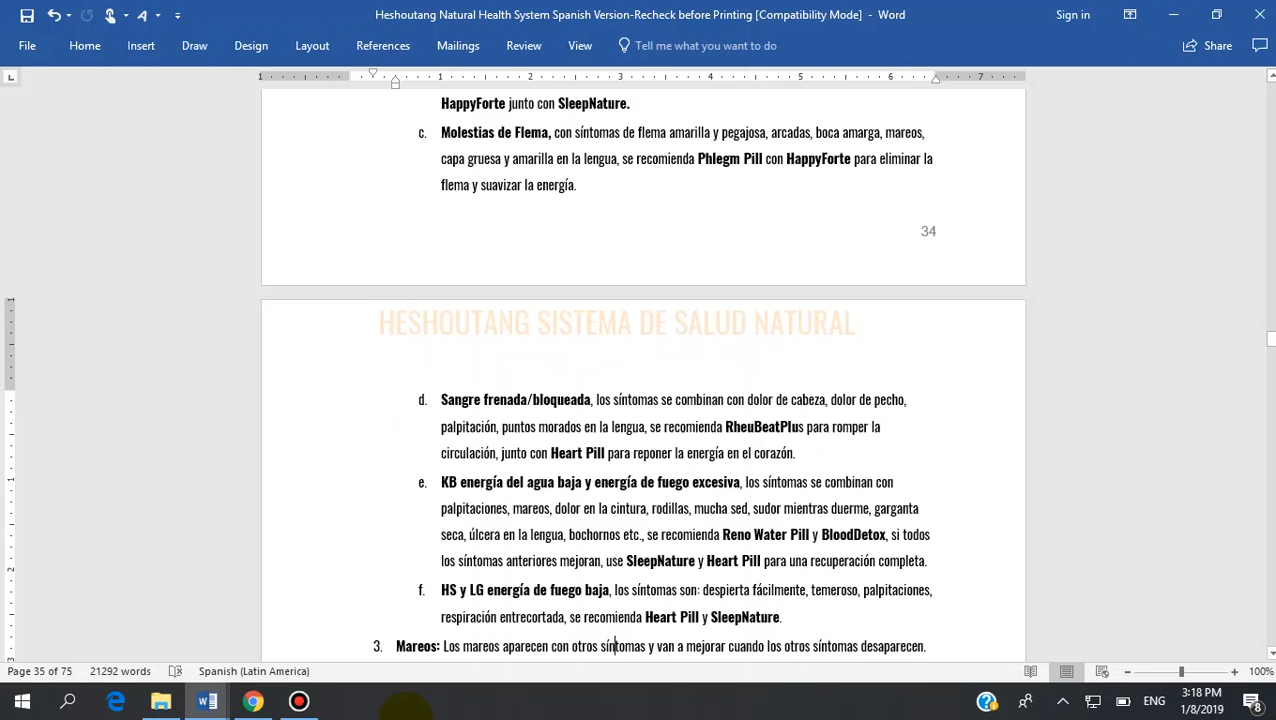 Heshoutang Natural Health System Spanish Version-Recheck before Printing [Compatibility Mode] - Word
Sign in
File Home Insert Draw Design Layout References Mailings Review View Tell me what you want to do Share
1 1 2 3 4 5 6 7
HappyForte junto con SleepNature.
c. Molestias de Flema, con síntomas de flema amarilla y pegajosa, arcadas, boca amarga, mareos,
capa gruesa y amarilla en la lengua, se recomienda Phlegm Pill con HappyForte para eliminar la
flema y suavizar la energía.
34
HESHOUTANG SISTEMA DE SALUD NATURAL
d. Sangre frenada/bloqueada, los síntomas se combinan con dolor de cabeza, dolor de pecho,
palpitación, puntos morados en la lengua, se recomienda RheuBeatPlus para romper la
circulación, junto con Heart Pill para reponer la energía en el corazón.
e. KB energía del agua baja y energía de fuego excesiva, los síntomas se combinan con
palpitaciones, mareos, dolor en la cintura, rodillas, mucha sed, sudor mientras duerme, garganta
seca, úlcera en la lengua, bochornos etc., se recomienda Reno Water Pill y BloodDetox, si todos
los síntomas anteriores mejoran, use SleepNature y Heart Pill para una recuperación completa.
f. HS y LG energía de fuego baja, los síntomas son: despierta fácilmente, temeroso, palpitaciones,
respiración entrecortada, se recomienda Heart Pill y SleepNature.
3. Mareos: Los mareos aparecen con otros síntomas y van a mejorar cuando los otros síntomas desaparecen.
Page 35 of 75 21292 words Spanish (Latin America) 100%
ENG 3:18 PM
1/8/2019 8